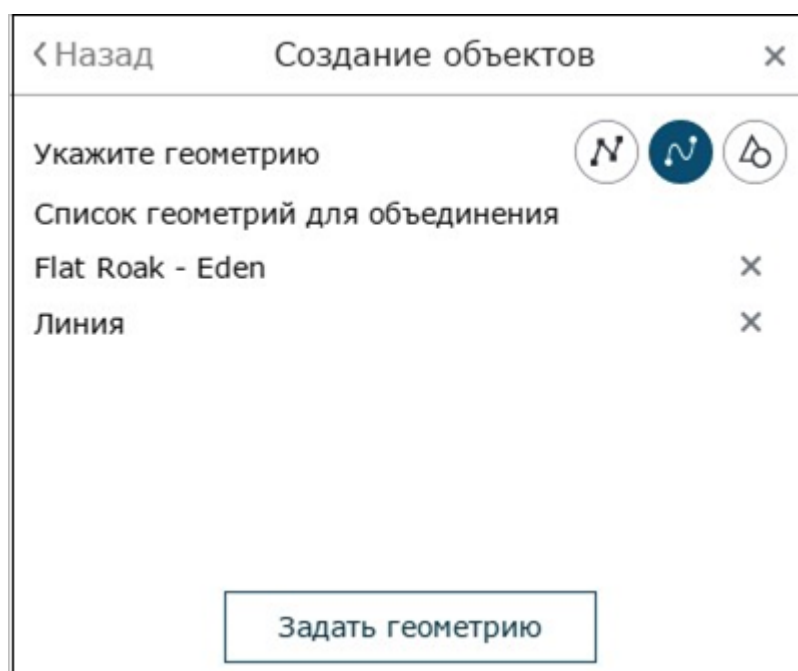 Назад Создание объектов
Укажите геометрию
Список геометрий для объединения
Flat Roak - Eden
Линия
Задать геометрию